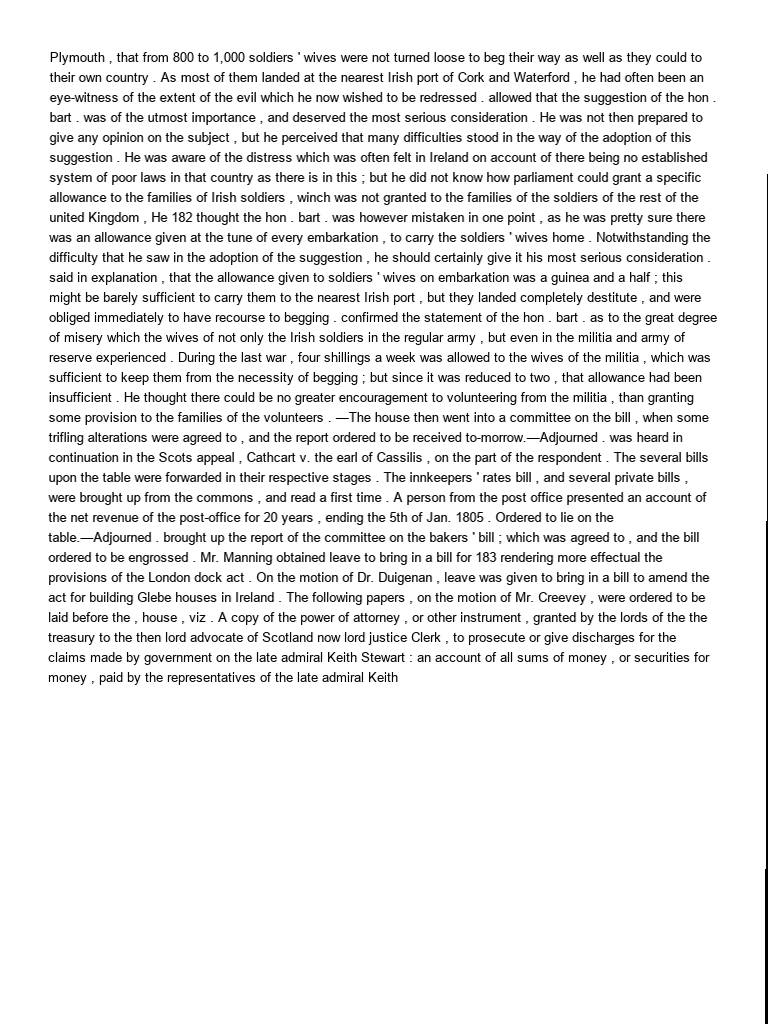 Plymouth , that from 800 to 1,000 soldiers ' wives were not turned loose to beg their way as well as they could to
their own country . As most of them landed at the nearest Irish port of Cork and Waterford , he had often been an
eye-witness of the extent of the evil which he now wished to be redressed . allowed that the suggestion of the hon .
bart . was of the utmost importance , and deserved the most serious consideration . He was not then prepared to
give any opinion on the subject , but he perceived that many difficulties stood in the way of the adoption of this
suggestion . He was aware of the distress which was often felt in Ireland on account of there being no established
system of poor laws in that country as there is in this ; but he did not know how parliament could grant a specific
allowance to the families of Irish soldiers , winch was not granted to the families of the soldiers of the rest of the
united Kingdom , He 182 thought the hon . bart . was however mistaken in one point , as he was pretty sure there
was an allowance given at the tune of every embarkation , to carry the soldiers ' wives home . Notwithstanding the
difficulty that he saw in the adoption of the suggestion , he should certainly give it his most serious consideration .
said in explanation , that the allowance given to soldiers ' wives on embarkation was a guinea and a half ; this
might be barely sufficient to carry them to the nearest Irish port , but they landed completely destitute , and were
obliged immediately to have recourse to begging . confirmed the statement of the hon . bart . as to the great degree
of misery which the wives of not only the Irish soldiers in the regular army , but even in the militia and army of
reserve experienced . During the last war , four shillings a week was allowed to the wives of the militia , which was
sufficient to keep them from the necessity of begging ; but since it was reduced to two , that allowance had been
insufficient . He thought there could be no greater encouragement to volunteering from the militia , than granting
some provision to the families of the volunteers . —The house then went into a committee on the bill , when some
trifling alterations were agreed to , and the report ordered to be received to-morrow.—Adjourned . was heard in
continuation in the Scots appeal , Cathcart v. the earl of Cassilis , on the part of the respondent . The several bills
upon the table were forwarded in their respective stages . The innkeepers ' rates bill , and several private bills ,
were brought up from the commons , and read a first time . A person from the post office presented an account of
the net revenue of the post-office for 20 years , ending the 5th of Jan. 1805 . Ordered to lie on the
table.—Adjourned . brought up the report of the committee on the bakers ' bill ; which was agreed to , and the bill
ordered to be engrossed . Mr. Manning obtained leave to bring in a bill for 183 rendering more effectual the
provisions of the London dock act . On the motion of Dr. Duigenan , leave was given to bring in a bill to amend the
act for building Glebe houses in Ireland . The following papers , on the motion of Mr. Creevey , were ordered to be
laid before the , house , viz . A copy of the power of attorney , or other instrument , granted by the lords of the the
treasury to the then lord advocate of Scotland now lord justice Clerk , to prosecute or give discharges for the
claims made by government on the late admiral Keith Stewart : an account of all sums of money , or securities for
money , paid by the representatives of the late admiral Keith